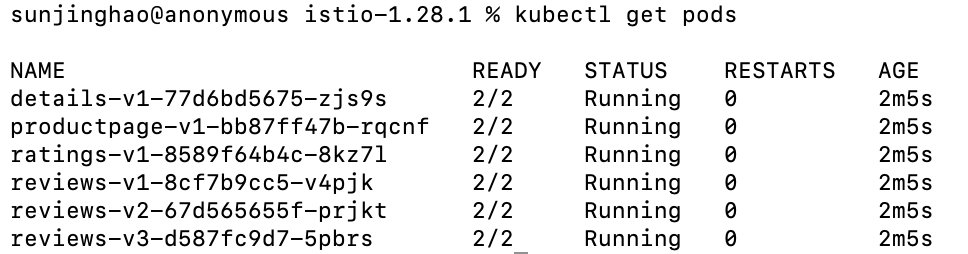 sunjinghao@anonymous istio-1.28.1 % kubectl get pods
NAME READY STATUS RESTARTS AGE
details-v1-77d6bd5675-zjs9s 2/2 Running 0 2m5s
productpage-v1-bb87ff47b-rqcnf 2/2 Running 0 2m5s
ratings-v1-8589f64b4c-8kz7l 2/2 Running 0 2m5s
reviews-v1-8cf7b9cc5-v4pjk 2/2 Running 0 2m5s
reviews-v2-67d565655f-prjkt 2/2 Running 0 2m5s
reviews-v3-d587fc9d7-5pbrs 2/2 Running 0 2m5s